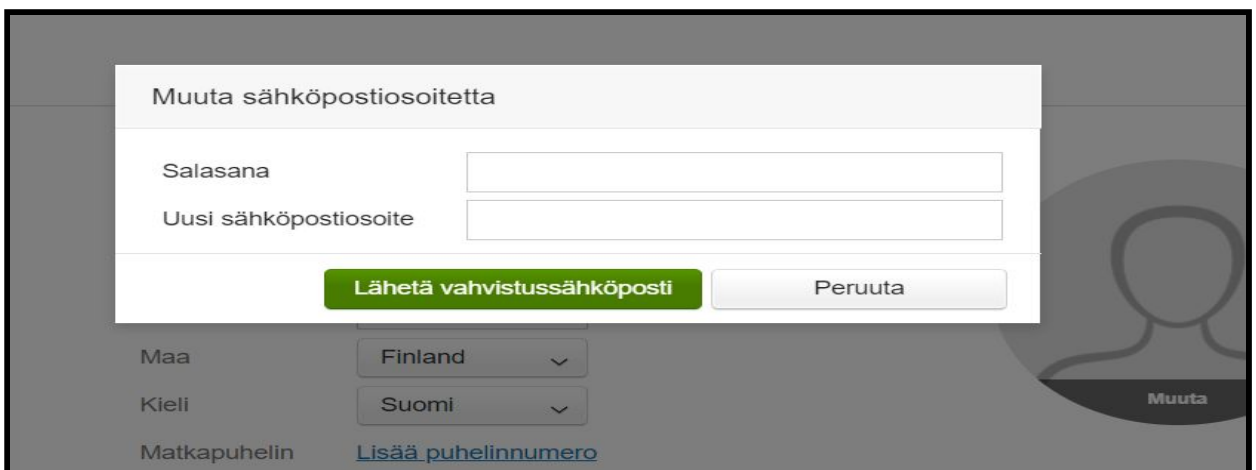 Muuta sähköpostiosoitetta
Salasana
Uusi sähköpostiosoite
Lähetä vahvistussähköposti Peruuta
Maa Finland
Kieli Suomi
Muuta
Matkapuhelin Lisää puhelinnumero